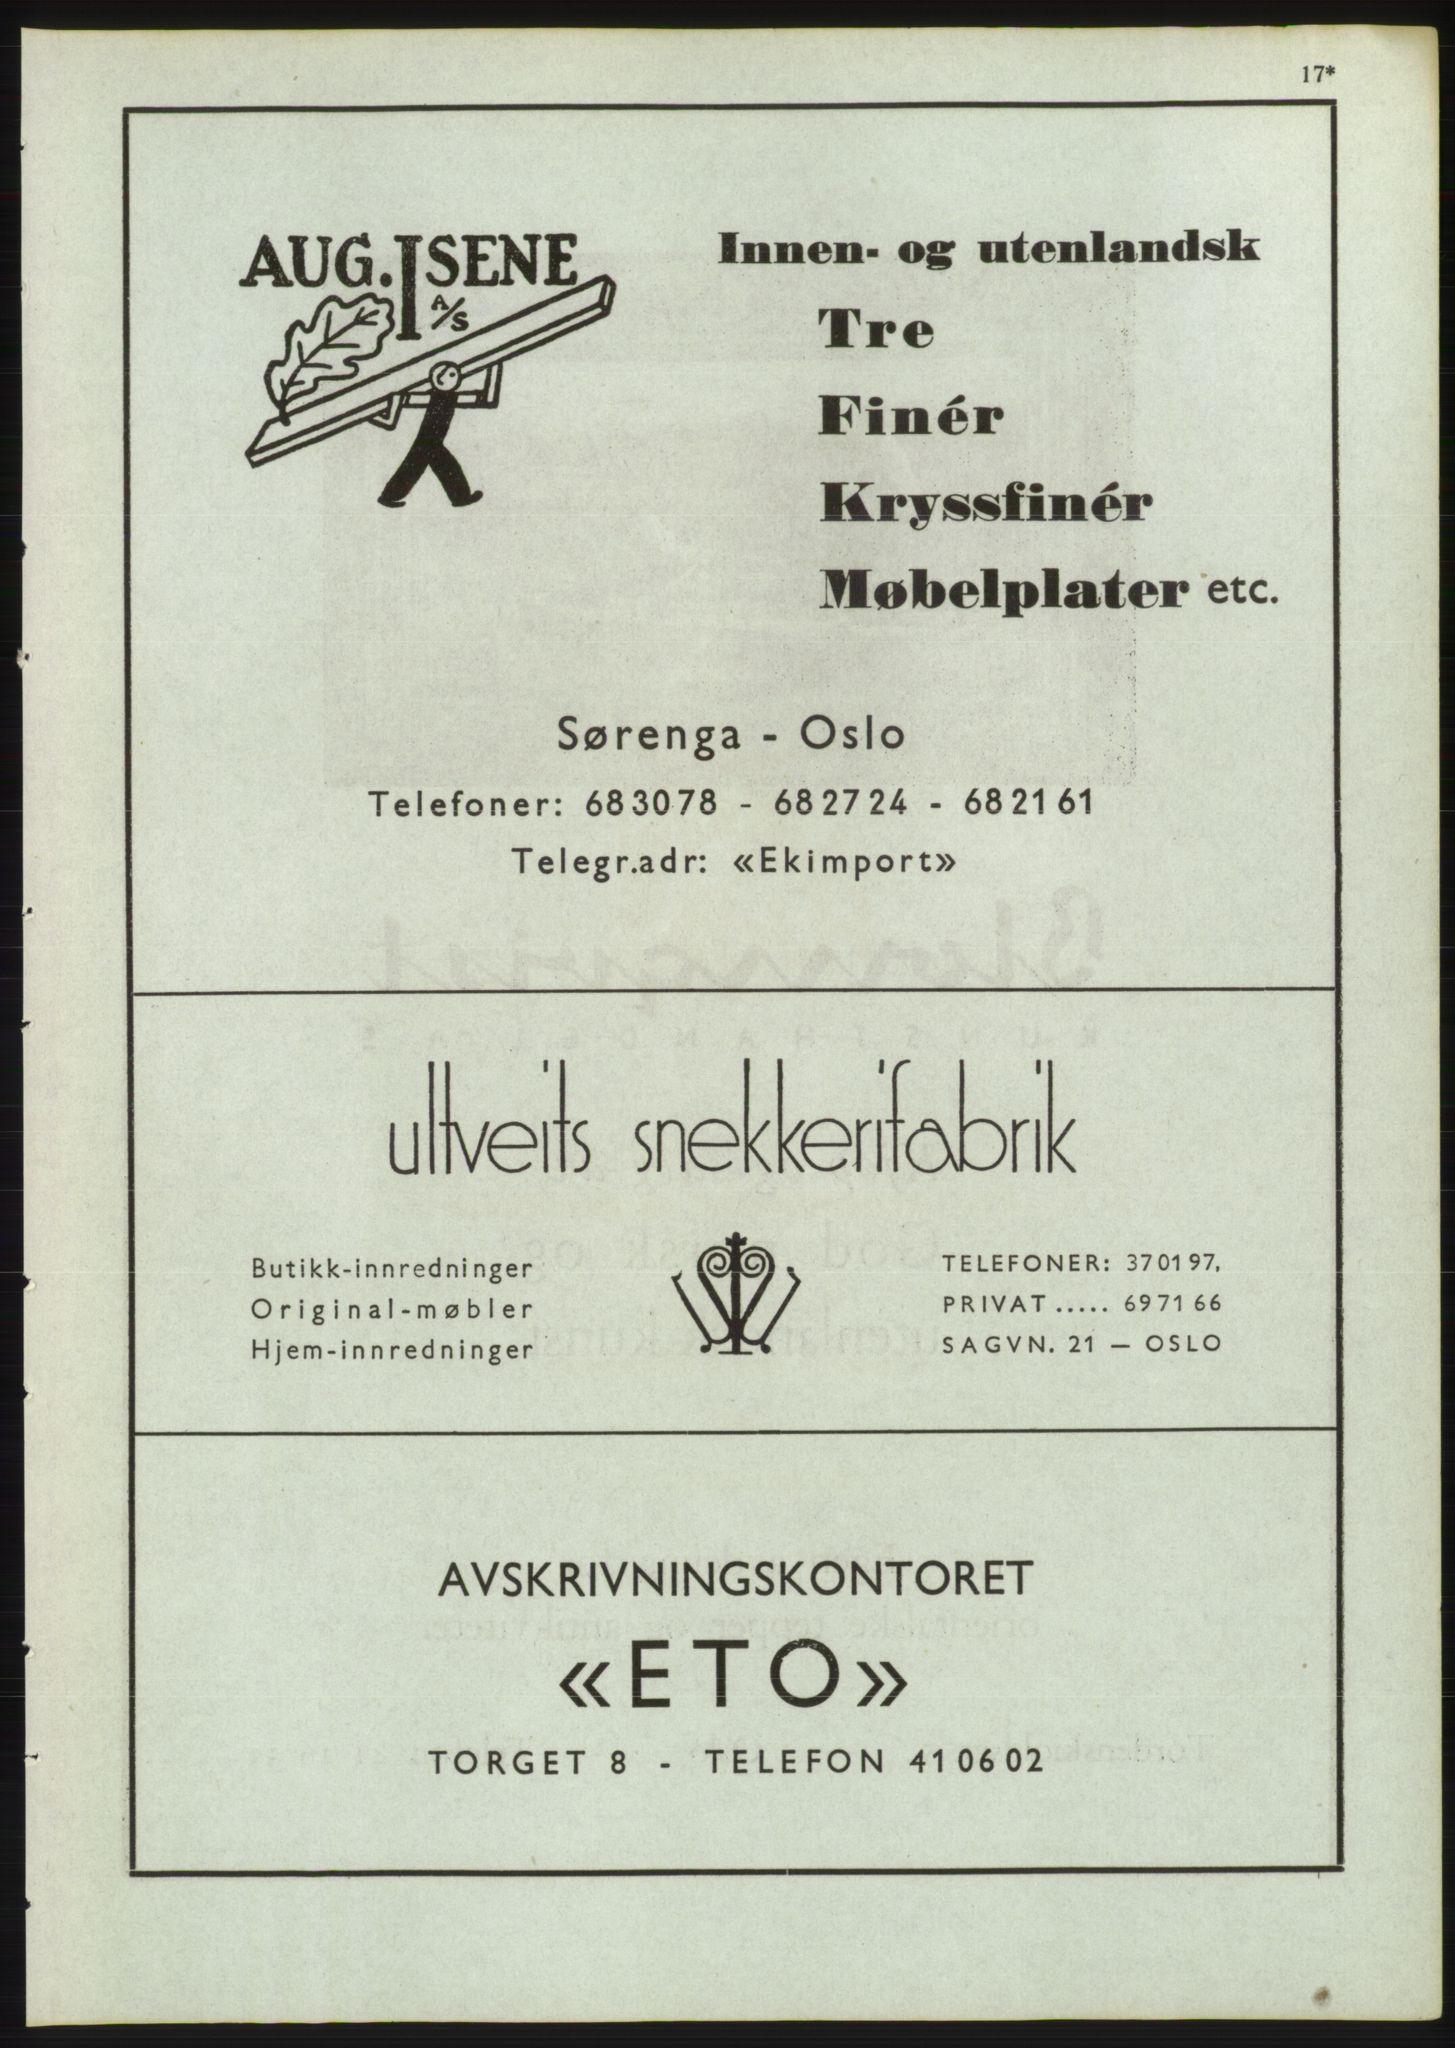 17*
AUG. ISENE
A/S
Innen- og utenlandsk
Tre
Finér
Kryssfinér
Møbelplater etc.
Sørenga - Oslo
Telefoner: 683078 - 682724 - 682161
Telegr.adr: «Ekimport»
ultveits snekkerifabrik
Butikk-innredninger
Original-møbler
Hjem-innredninger
TELEFONER: 370197,
PRIVAT ..... 697166
SAGVN. 21 — OSLO
AVSKRIVNINGSKONTORET
«ETO»
TORGET 8 - TELEFON 410602